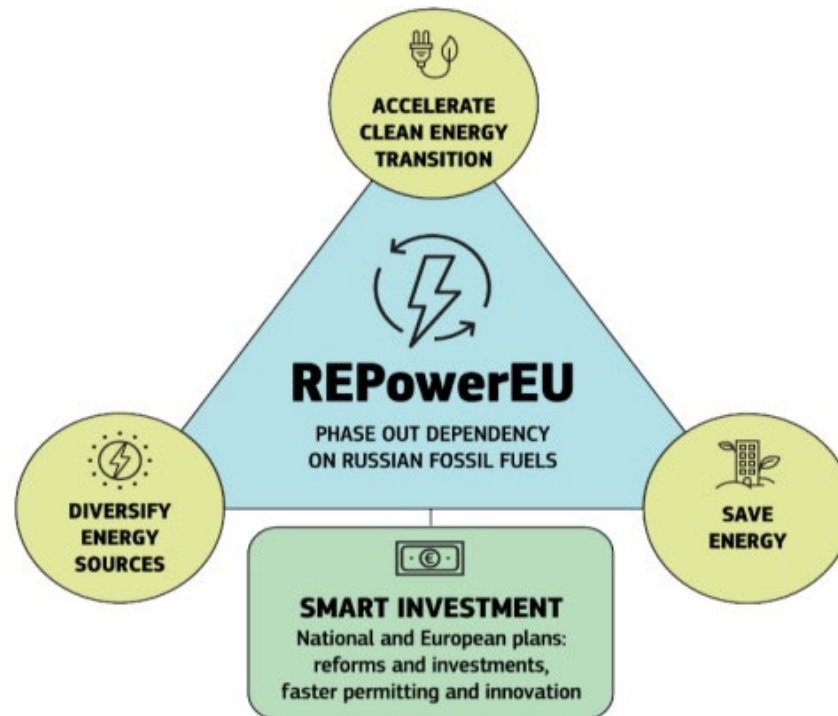 ACCELERATE
CLEAN ENERGY
TRANSITION
REPowerEU
PHASE OUT DEPENDENCY
ON RUSSIAN FOSSIL FUELS
DIVERSIFY
ENERGY
SOURCES
SAVE
ENERGY
€
SMART INVESTMENT
National and European plans:
reforms and investments,
faster permitting and innovation